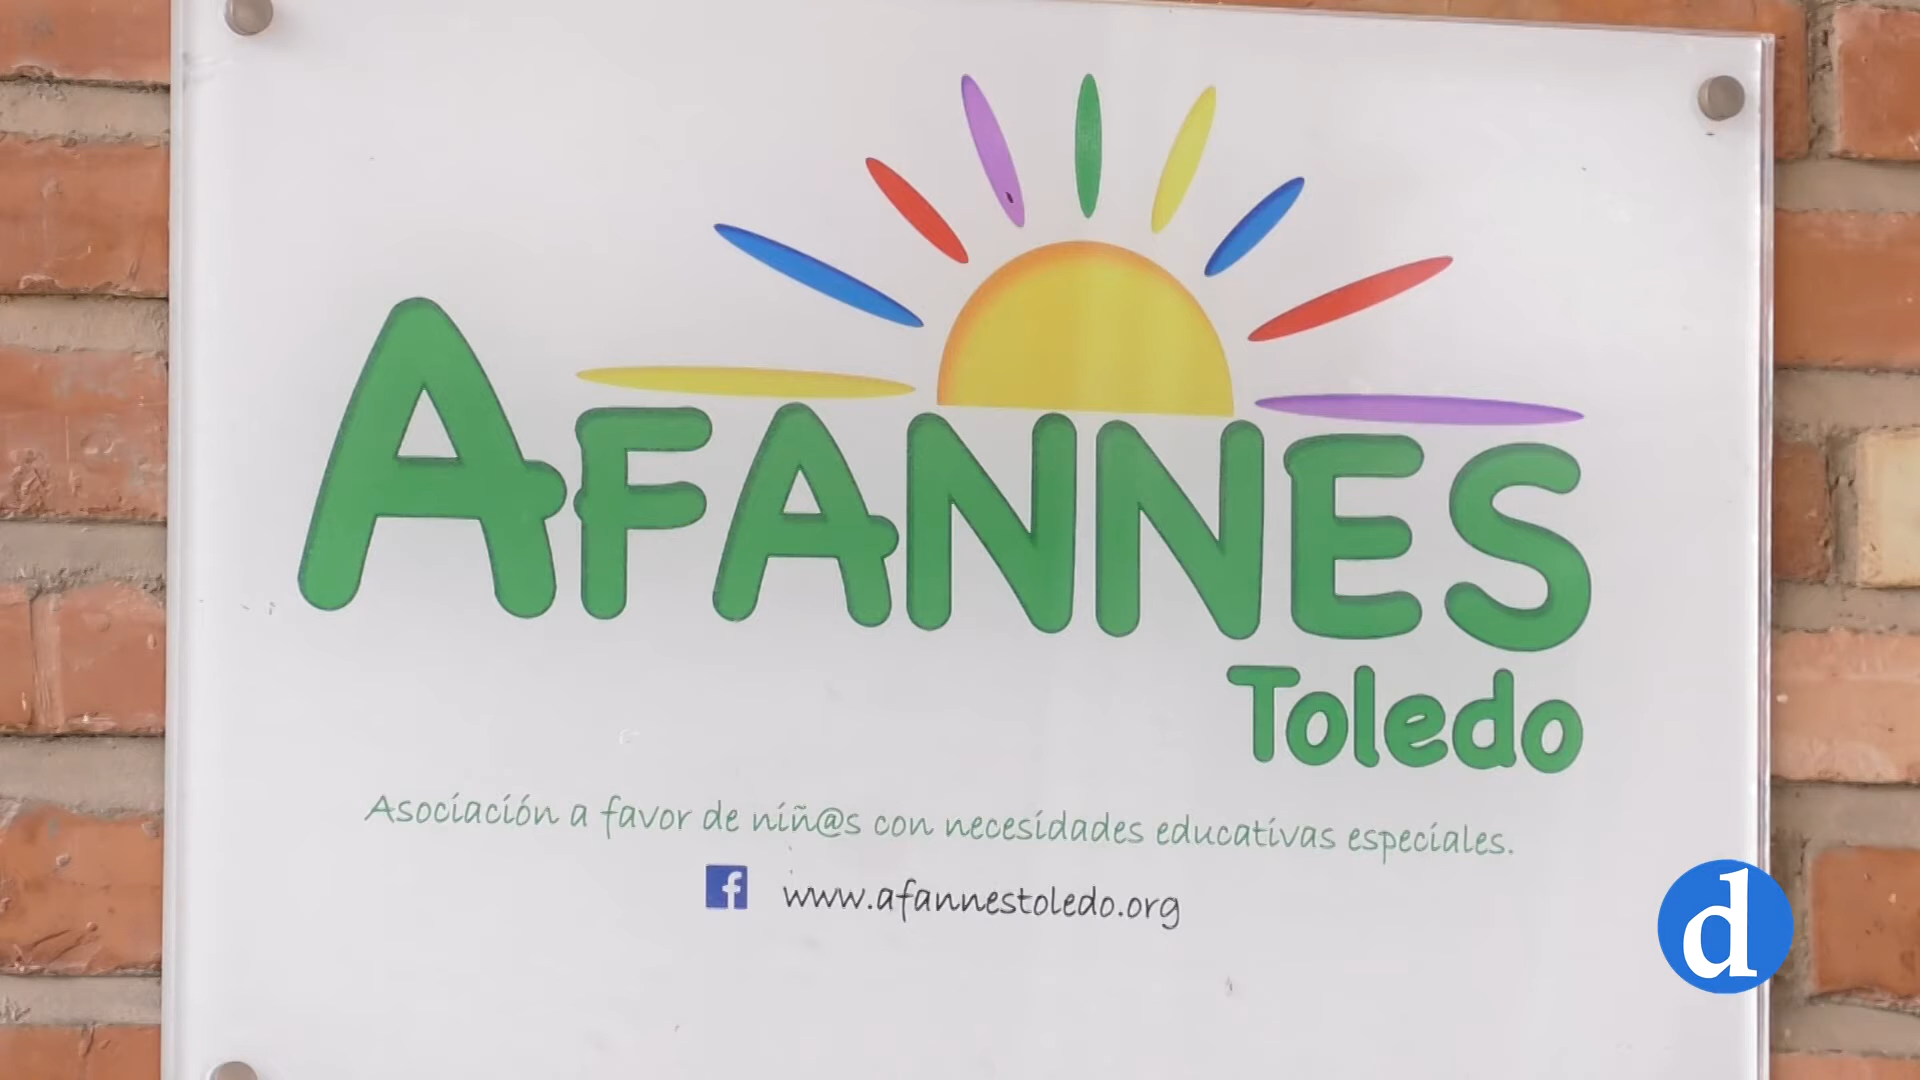 AFANNES
Toledo
Asociación a favor de niñ@s con necesidades educativas especiales.
f www.afannestoledo.org
d